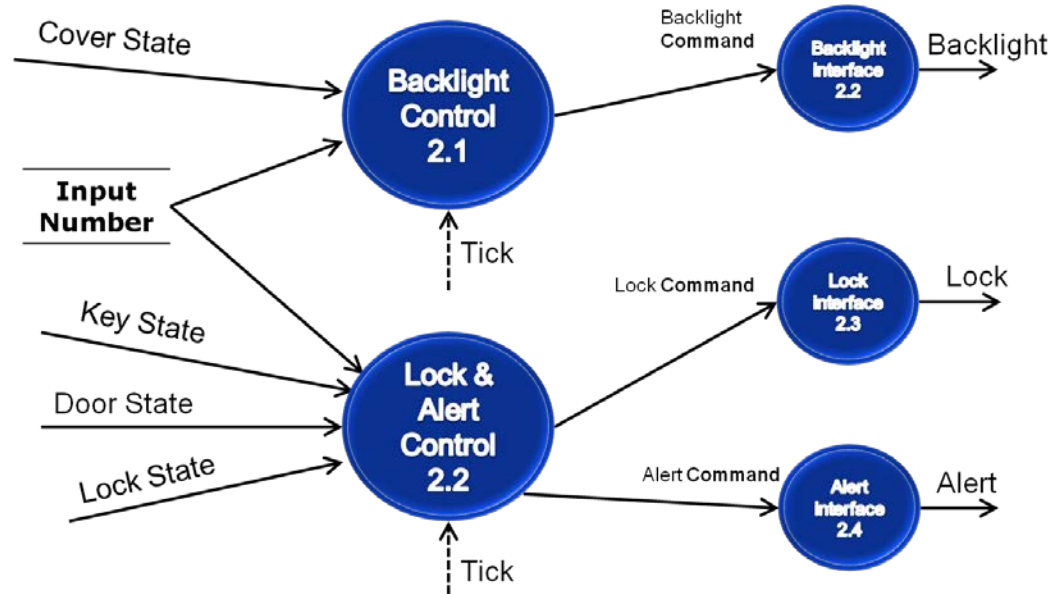 Cover State
Backlight
Control
2.1
Backlight
Command
Backlight
Interface
2.2
Backlight
Input
Number
Tick
Key State
Door State
Lock State
Lock &
Alert
Control
2.2
Lock Command
Lock
Interface
2.3
Lock
Alert Command
Alert
Interface
2.4
Alert
Tick